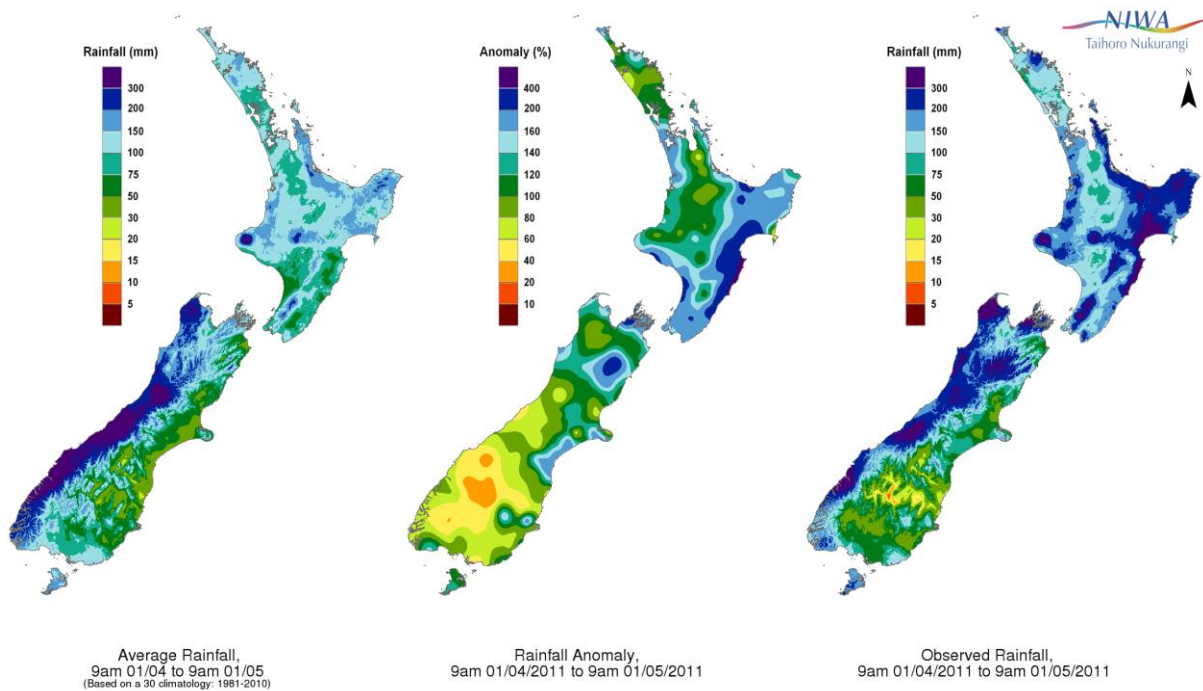 NIWA
Taihoro Nukurangi
N
Rainfall (mm)
300
200
150
100
75
50
30
20
15
10
5
Anomaly (%)
400
200
160
140
120
100
80
60
40
20
10
Rainfall (mm)
300
200
150
100
75
50
30
20
15
10
5
Average Rainfall,
9am 01/04 to 9am 01/05
(Based on a 30 climatology: 1981-2010)
Rainfall Anomaly,
9am 01/04/2011 to 9am 01/05/2011
Observed Rainfall,
9am 01/04/2011 to 9am 01/05/2011